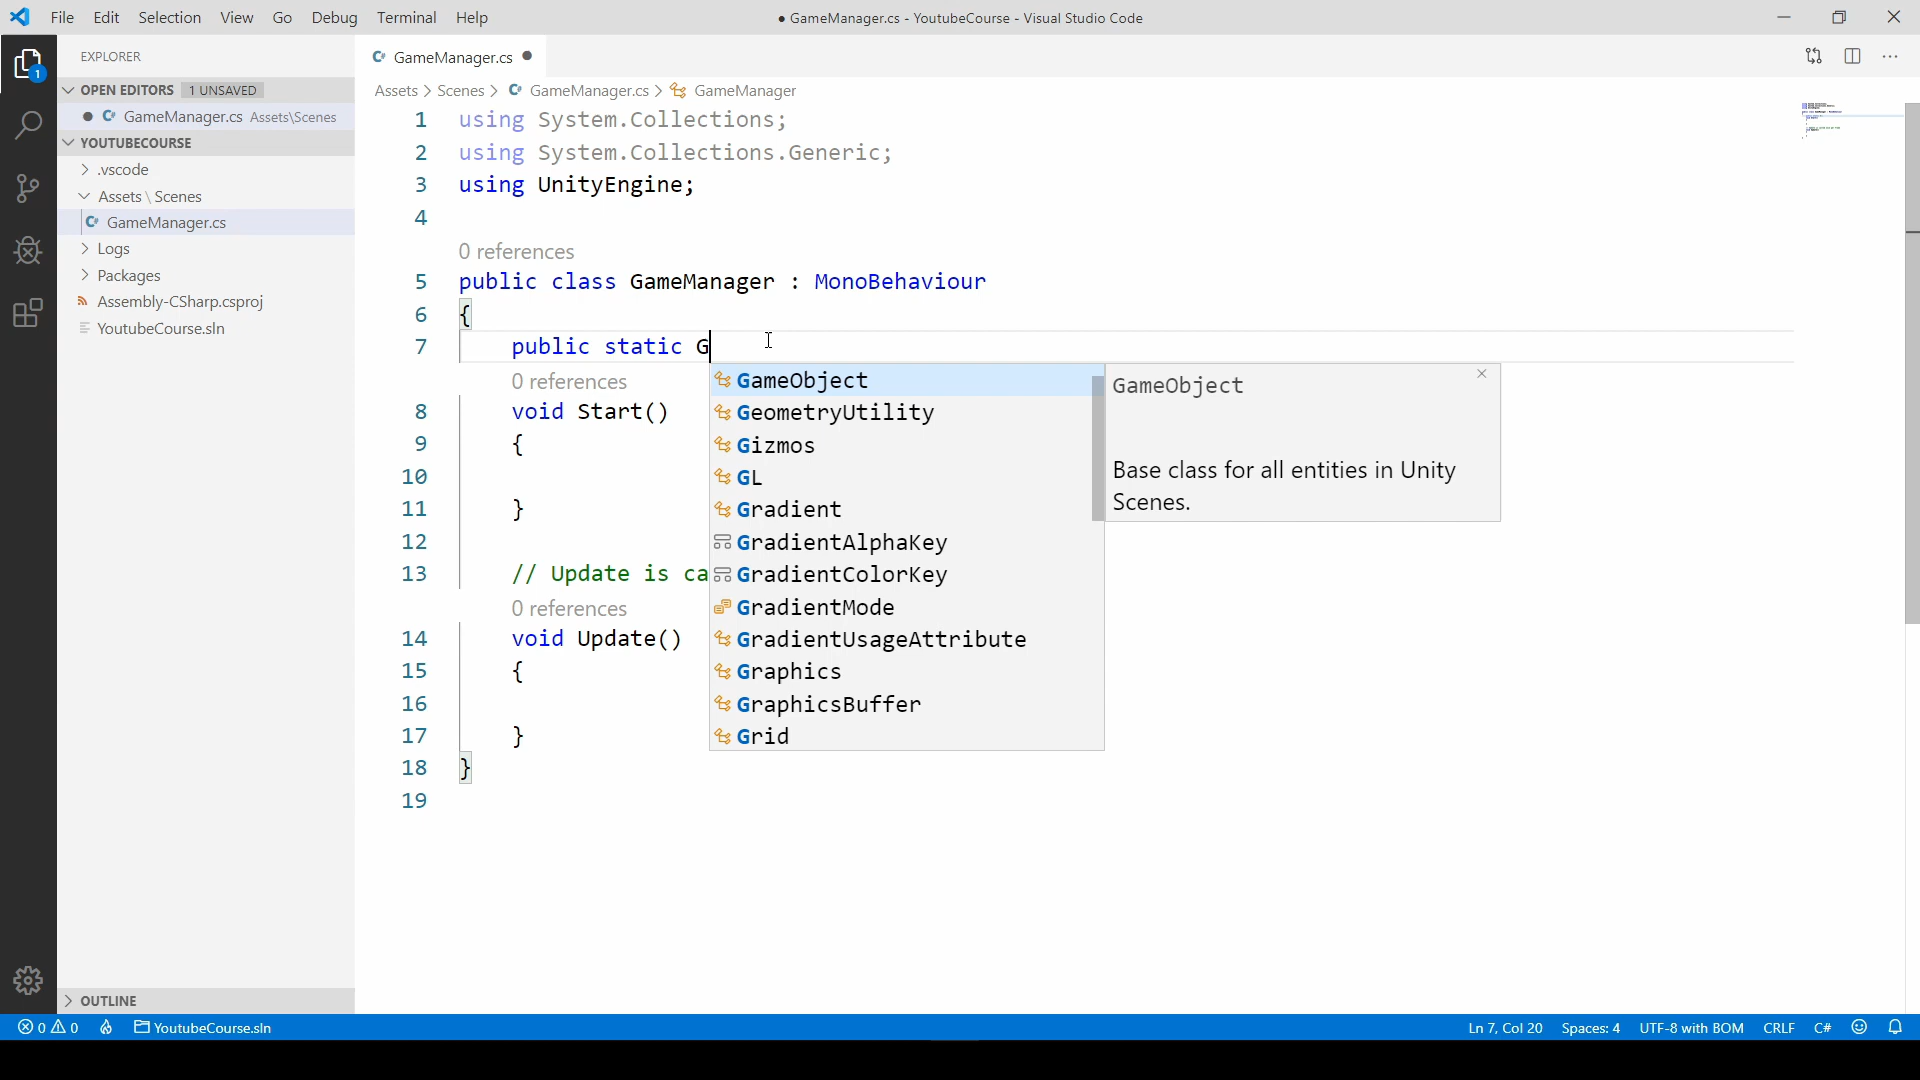 File Edit Selection View Go Debug Terminal Help
● GameManager.cs - YoutubeCourse - Visual Studio Code
EXPLORER
OPEN EDITORS 1 UNSAVED
GameManager.cs Assets\Scenes
YOUTUBECOURSE
.vscode
Assets \ Scenes
GameManager.cs
Logs
Packages
Assembly-CSharp.csproj
YoutubeCourse.sln
OUTLINE
1
GameManager.cs
Assets > Scenes > GameManager.cs > GameManager
1 using System.Collections;
2 using System.Collections.Generic;
3 using UnityEngine;
4
0 references
5 public class GameManager : MonoBehaviour
6 {
7 public static G
0 references
8 void Start()
9 {
10
11 }
12
13 // Update is ca
0 references
14 void Update()
15 {
16
17 }
18 }
19
GameObject
GeometryUtility
Gizmos
GL
Gradient
GradientAlphaKey
GradientColorKey
GradientMode
GradientUsageAttribute
Graphics
GraphicsBuffer
Grid
GameObject
Base class for all entities in Unity
Scenes.
0 0 YoutubeCourse.sln Ln 7, Col 20 Spaces: 4 UTF-8 with BOM CRLF C#